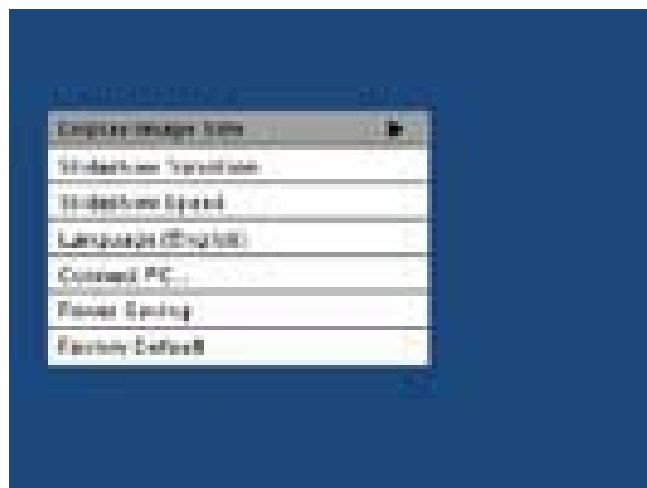 Display Image Size
Slideshow Transition
Slideshow Speed
Language (English)
Connect PC...
Power Saving
Factory Default